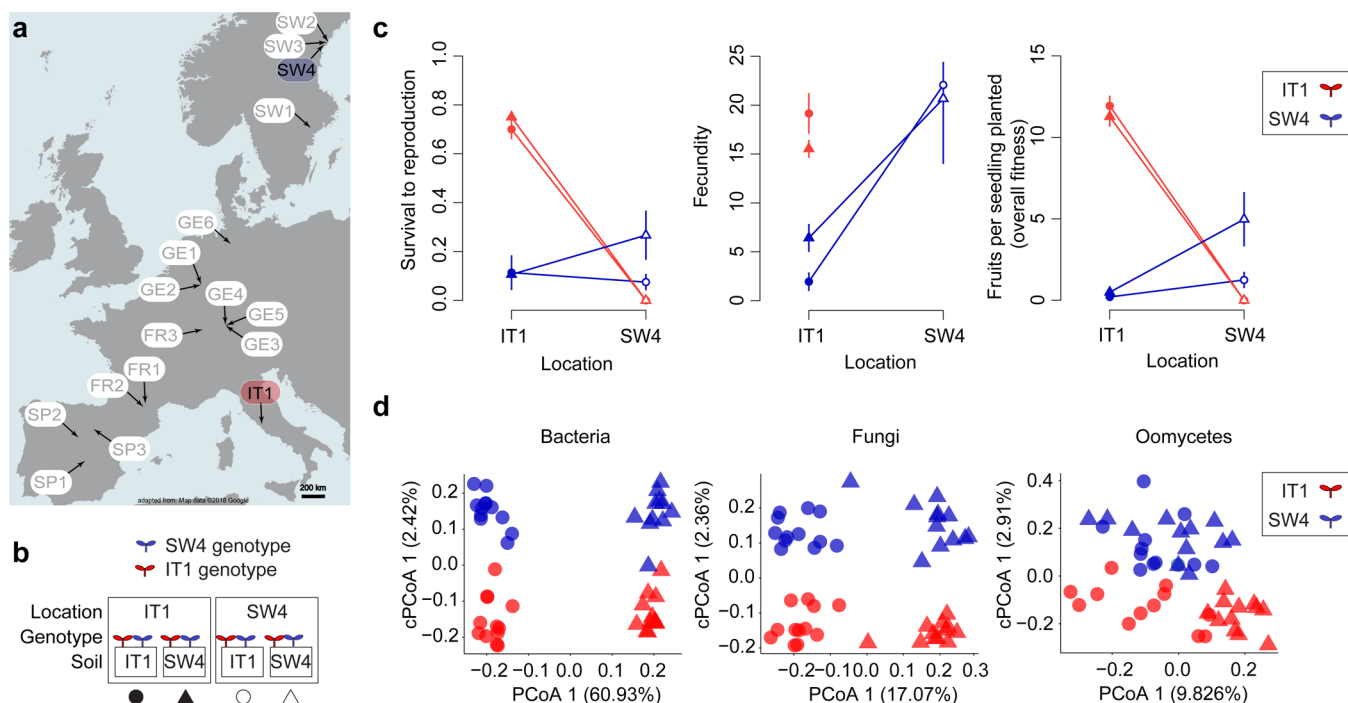 a
SW2
SW3
SW4
SW1
GE6
GE1
GE2
GE4
GE5
FR3
GE3
FR1
FR2
IT1
SP2
SP3
SP1
200 km
adapted from: Map data ©2018 Google
b
SW4 genotype
IT1 genotype
Location IT1 SW4
Genotype
Soil IT1 SW4 IT1 SW4
c
Survival to reproduction
1.0
0.8
0.6
0.4
0.2
0.0
IT1 SW4
Location
Fecundity
25
20
15
10
5
0
IT1 SW4
Location
Fruits per seedling planted
(overall fitness)
15
10
5
0
IT1 SW4
Location
IT1
SW4
d
Bacteria
cPCoA 1 (2.42%)
0.2
0.1
0.0
−0.1
−0.2
−0.2 0.0 0.1 0.2
PCoA 1 (60.93%)
Fungi
cPCoA 1 (2.36%)
0.2
0.1
0.0
−0.1
−0.2
−0.2 0.0 0.1 0.2 0.3
PCoA 1 (17.07%)
Oomycetes
cPCoA 1 (2.91%)
0.4
0.2
0.0
−0.2
−0.2 0.0 0.2
PCoA 1 (9.826%)
IT1
SW4